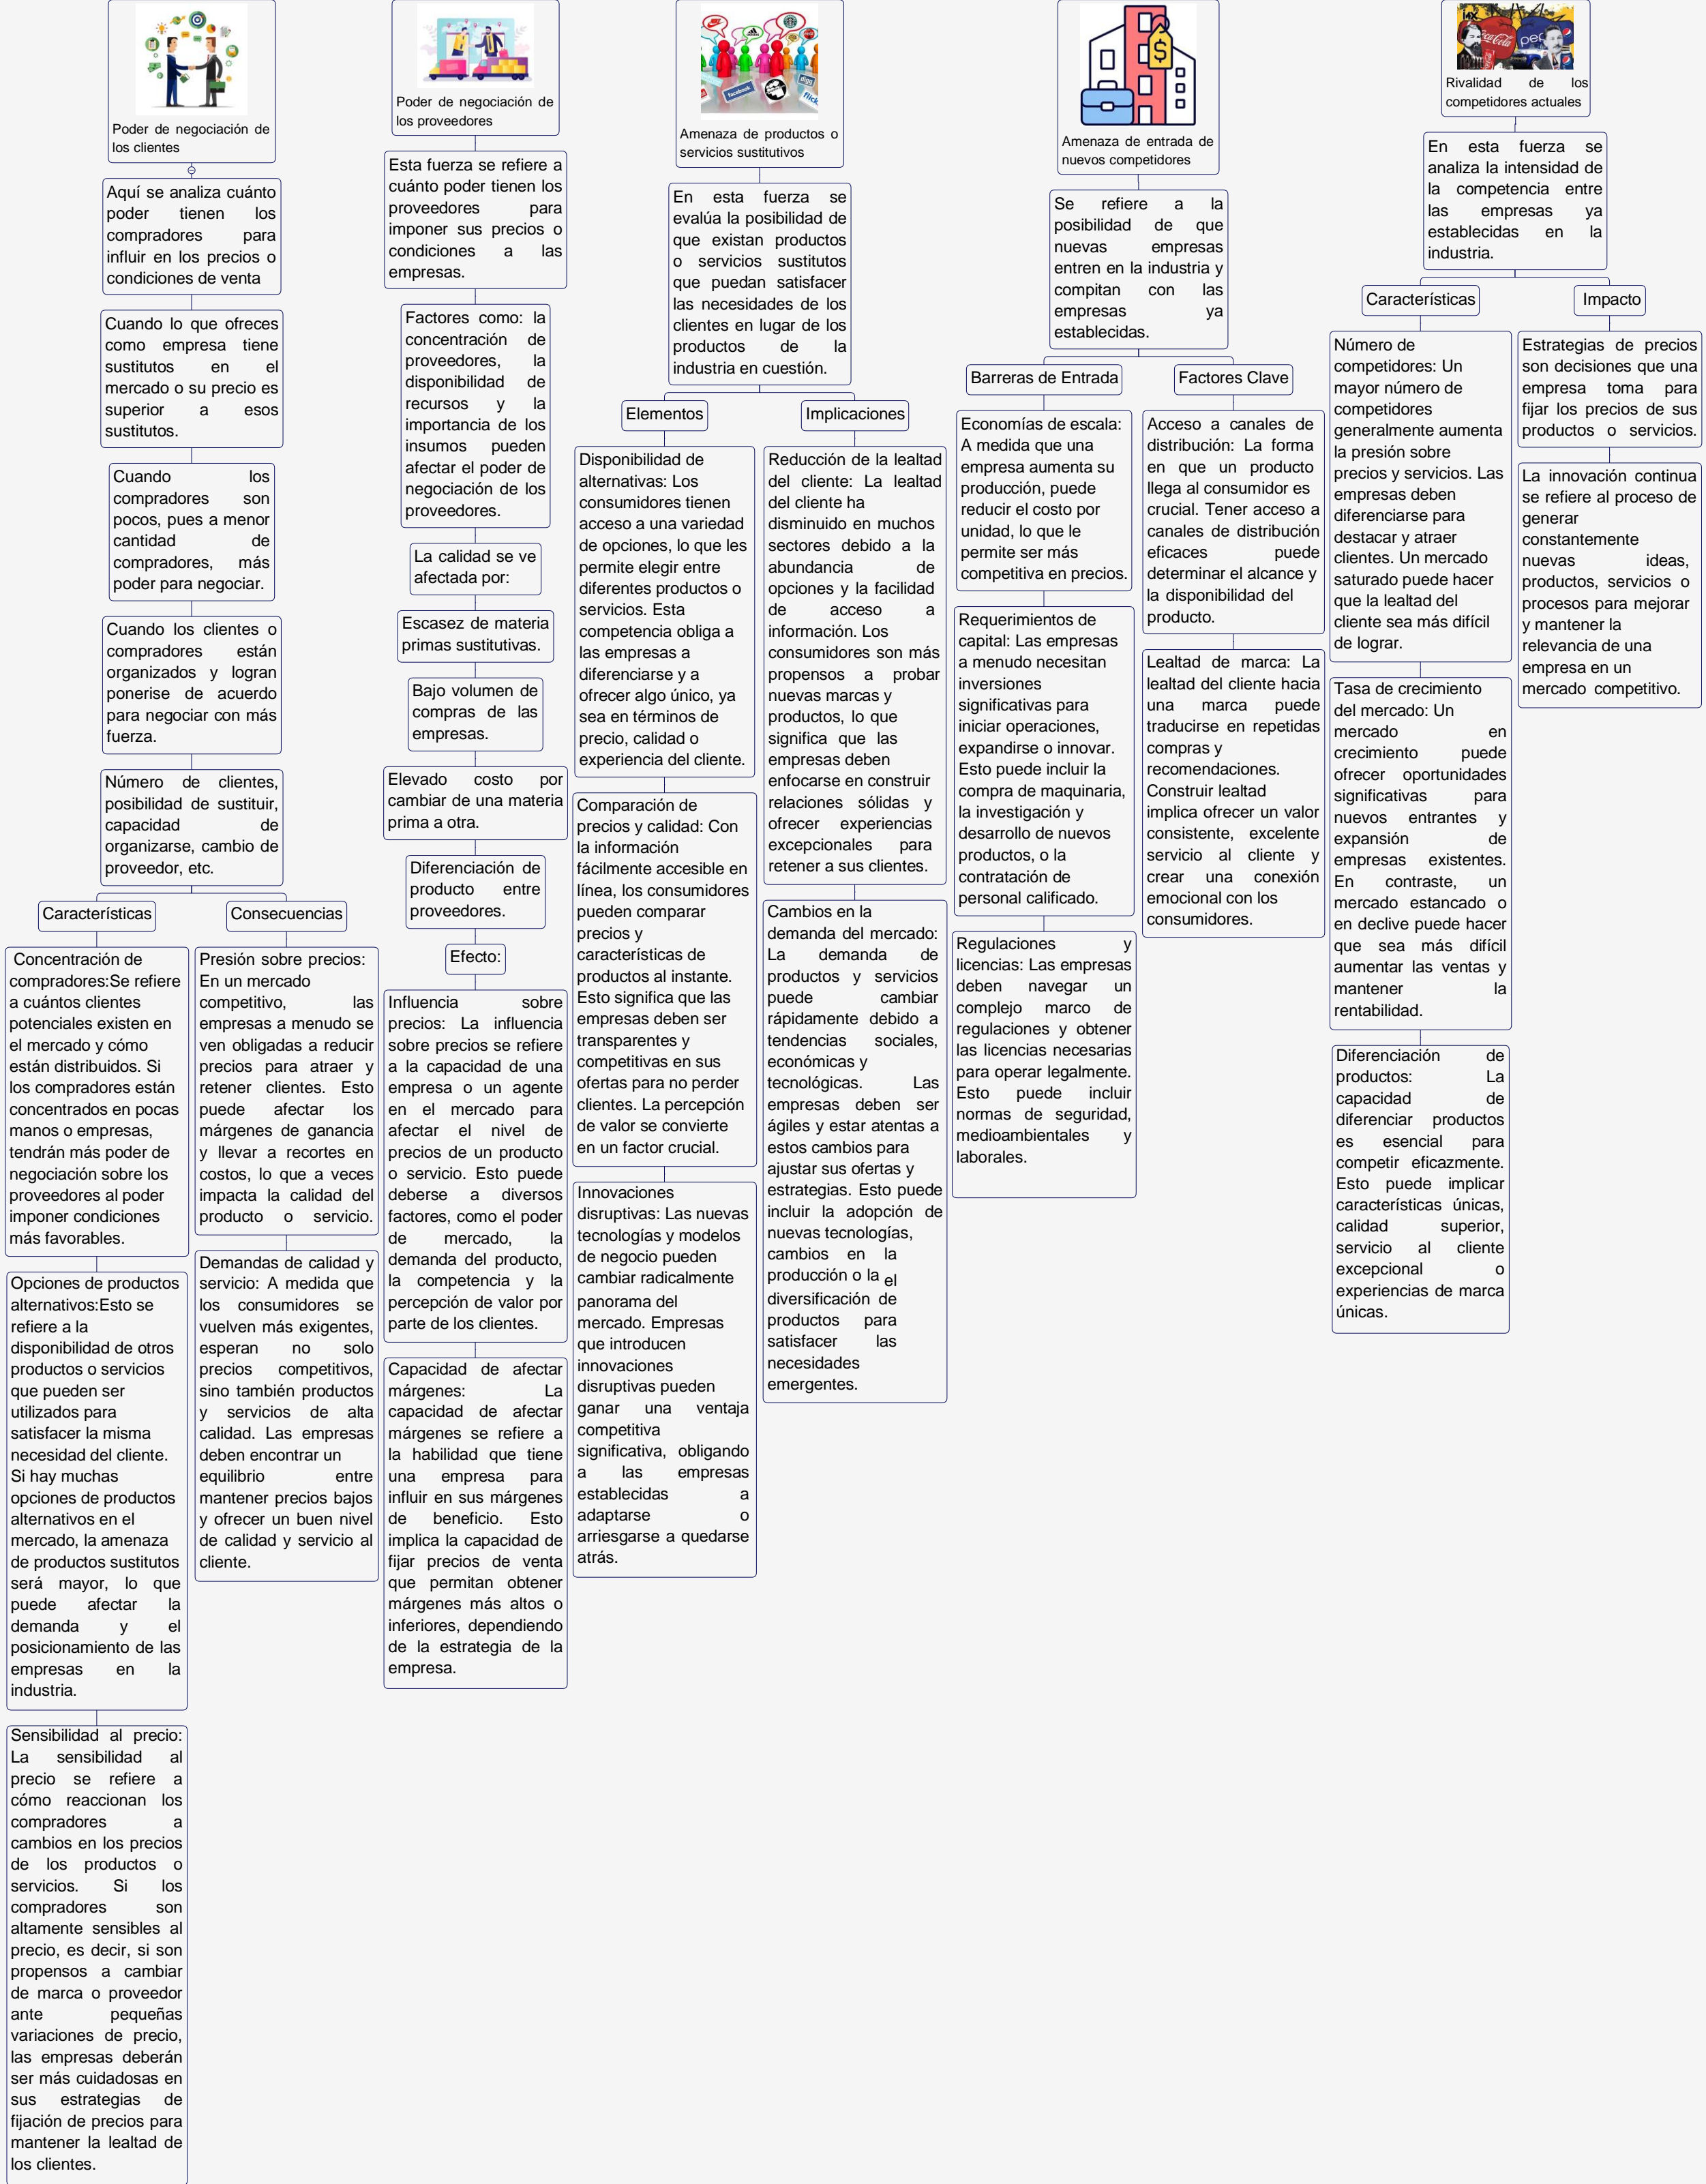 Poder de negociación de
los clientes
Aquí se analiza cuánto
poder tienen los
compradores para
influir en los precios o
condiciones de venta
Cuando lo que ofreces
como empresa tiene
sustitutos en el
mercado o su precio es
superior a esos
sustitutos.
Cuando los
compradores son
pocos, pues a menor
cantidad de
compradores, más
poder para negociar.
Cuando los clientes o
compradores están
organizados y logran
ponerise de acuerdo
para negociar con más
fuerza.
Número de clientes,
posibilidad de sustituir,
capacidad de
organizarse, cambio de
proveedor, etc.
Características
Concentración de
compradores:Se refiere
a cuántos clientes
potenciales existen en
el mercado y cómo
están distribuidos. Si
los compradores están
concentrados en pocas
manos o empresas,
tendrán más poder de
negociación sobre los
proveedores al poder
imponer condiciones
más favorables.
Opciones de productos
alternativos:Esto se
refiere a la
disponibilidad de otros
productos o servicios
que pueden ser
utilizados para
satisfacer la misma
necesidad del cliente.
Si hay muchas
opciones de productos
alternativos en el
mercado, la amenaza
de productos sustitutos
será mayor, lo que
puede afectar la
demanda y el
posicionamiento de las
empresas en la
industria.
Sensibilidad al precio:
La sensibilidad al
precio se refiere a
cómo reaccionan los
compradores a
cambios en los precios
de los productos o
servicios. Si los
compradores son
altamente sensibles al
precio, es decir, si son
propensos a cambiar
de marca o proveedor
ante pequeñas
variaciones de precio,
las empresas deberán
ser más cuidadosas en
sus estrategias de
fijación de precios para
mantener la lealtad de
los clientes.
Consecuencias
Presión sobre precios:
En un mercado
competitivo, las
empresas a menudo se
ven obligadas a reducir
precios para atraer y
retener clientes. Esto
puede afectar los
márgenes de ganancia
y llevar a recortes en
costos, lo que a veces
impacta la calidad del
producto o servicio.
Demandas de calidad y
servicio: A medida que
los consumidores se
vuelven más exigentes,
esperan no solo
precios competitivos,
sino también productos
y servicios de alta
calidad. Las empresas
deben encontrar un
equilibrio entre
mantener precios bajos
y ofrecer un buen nivel
de calidad y servicio al
cliente.
Poder de negociación de
los proveedores
Esta fuerza se refiere a
cuánto poder tienen los
proveedores para
imponer sus precios o
condiciones a las
empresas.
Factores como: la
concentración de
proveedores, la
disponibilidad de
recursos y la
importancia de los
insumos pueden
afectar el poder de
negociación de los
proveedores.
La calidad se ve
afectada por:
Escasez de materia
primas sustitutivas.
Bajo volumen de
compras de las
empresas.
Elevado costo por
cambiar de una materia
prima a otra.
Diferenciación de
producto entre
proveedores.
Efecto:
Influencia sobre
precios: La influencia
sobre precios se refiere
a la capacidad de una
empresa o un agente
en el mercado para
afectar el nivel de
precios de un producto
o servicio. Esto puede
deberse a diversos
factores, como el poder
de mercado, la
demanda del producto,
la competencia y la
percepción de valor por
parte de los clientes.
Capacidad de afectar
márgenes: La
capacidad de afectar
márgenes se refiere a
la habilidad que tiene
una empresa para
influir en sus márgenes
de beneficio. Esto
implica la capacidad de
fijar precios de venta
que permitan obtener
márgenes más altos o
inferiores, dependiendo
de la estrategia de la
empresa.
facebook
digg
flick
Amenaza de productos o
servicios sustitutivos
En esta fuerza se
evalúa la posibilidad de
que existan productos
o servicios sustitutos
que puedan satisfacer
las necesidades de los
clientes en lugar de los
productos de la
industria en cuestión.
Elementos
Disponibilidad de
alternativas: Los
consumidores tienen
acceso a una variedad
de opciones, lo que les
permite elegir entre
diferentes productos o
servicios. Esta
competencia obliga a
las empresas a
diferenciarse y a
ofrecer algo único, ya
sea en términos de
precio, calidad o
experiencia del cliente.
Comparación de
precios y calidad: Con
la información
fácilmente accesible en
línea, los consumidores
pueden comparar
precios y
características de
productos al instante.
Esto significa que las
empresas deben ser
transparentes y
competitivas en sus
ofertas para no perder
clientes. La percepción
de valor se convierte
en un factor crucial.
Innovaciones
disruptivas: Las nuevas
tecnologías y modelos
de negocio pueden
cambiar radicalmente el
panorama del
mercado. Empresas
que introducen
innovaciones
disruptivas pueden
ganar una ventaja
competitiva
significativa, obligando
a las empresas
establecidas a
adaptarse o
arriesgarse a quedarse
atrás.
Implicaciones
Reducción de la lealtad
del cliente: La lealtad
del cliente ha
disminuido en muchos
sectores debido a la
abundancia de
opciones y la facilidad
de acceso a
información. Los
consumidores son más
propensos a probar
nuevas marcas y
productos, lo que
significa que las
empresas deben
enfocarse en construir
relaciones sólidas y
ofrecer experiencias
excepcionales para
retener a sus clientes.
Cambios en la
demanda del mercado:
La demanda de
productos y servicios
puede cambiar
rápidamente debido a
tendencias sociales,
económicas y
tecnológicas. Las
empresas deben ser
ágiles y estar atentas a
estos cambios para
ajustar sus ofertas y
estrategias. Esto puede
incluir la adopción de
nuevas tecnologías,
cambios en la
producción o la
diversificación de
productos para
satisfacer las
necesidades
emergentes.
$
Amenaza de entrada de
nuevos competidores
Se refiere a la
posibilidad de que
nuevas empresas
entren en la industria y
compitan con las
empresas ya
establecidas.
Barreras de Entrada
Economías de escala:
A medida que una
empresa aumenta su
producción, puede
reducir el costo por
unidad, lo que le
permite ser más
competitiva en precios.
Requerimientos de
capital: Las empresas
a menudo necesitan
inversiones
significativas para
iniciar operaciones,
expandirse o innovar.
Esto puede incluir la
compra de maquinaria,
la investigación y
desarrollo de nuevos
productos, o la
contratación de
personal calificado.
Regulaciones y
licencias: Las empresas
deben navegar un
complejo marco de
regulaciones y obtener
las licencias necesarias
para operar legalmente.
Esto puede incluir
normas de seguridad,
medioambientales y
laborales.
Factores Clave
Acceso a canales de
distribución: La forma
en que un producto
llega al consumidor es
crucial. Tener acceso a
canales de distribución
eficaces puede
determinar el alcance y
la disponibilidad del
producto.
Lealtad de marca: La
lealtad del cliente hacia
una marca puede
traducirse en repetidas
compras y
recomendaciones.
Construir lealtad
implica ofrecer un valor
consistente, excelente
servicio al cliente y
crear una conexión
emocional con los
consumidores.
Coca-Cola
pepsi
Rivalidad de los
competidores actuales
En esta fuerza se
analiza la intensidad de
la competencia entre
las empresas ya
establecidas en la
industria.
Características
Número de
competidores: Un
mayor número de
competidores
generalmente aumenta
la presión sobre
precios y servicios. Las
empresas deben
diferenciarse para
destacar y atraer
clientes. Un mercado
saturado puede hacer
que la lealtad del
cliente sea más difícil
de lograr.
Tasa de crecimiento
del mercado: Un
mercado en
crecimiento puede
ofrecer oportunidades
significativas para
nuevos entrantes y
expansión de
empresas existentes.
En contraste, un
mercado estancado o
en declive puede hacer
que sea más difícil
aumentar las ventas y
mantener la
rentabilidad.
Diferenciación de
productos: La
capacidad de
diferenciar productos
es esencial para
competir eficazmente.
Esto puede implicar
características únicas,
calidad superior,
servicio al cliente
excepcional o
experiencias de marca
únicas.
Impacto
Estrategias de precios
son decisiones que una
empresa toma para
fijar los precios de sus
productos o servicios.
La innovación continua
se refiere al proceso de
generar
constantemente
nuevas ideas,
productos, servicios o
procesos para mejorar
y mantener la
relevancia de una
empresa en un
mercado competitivo.